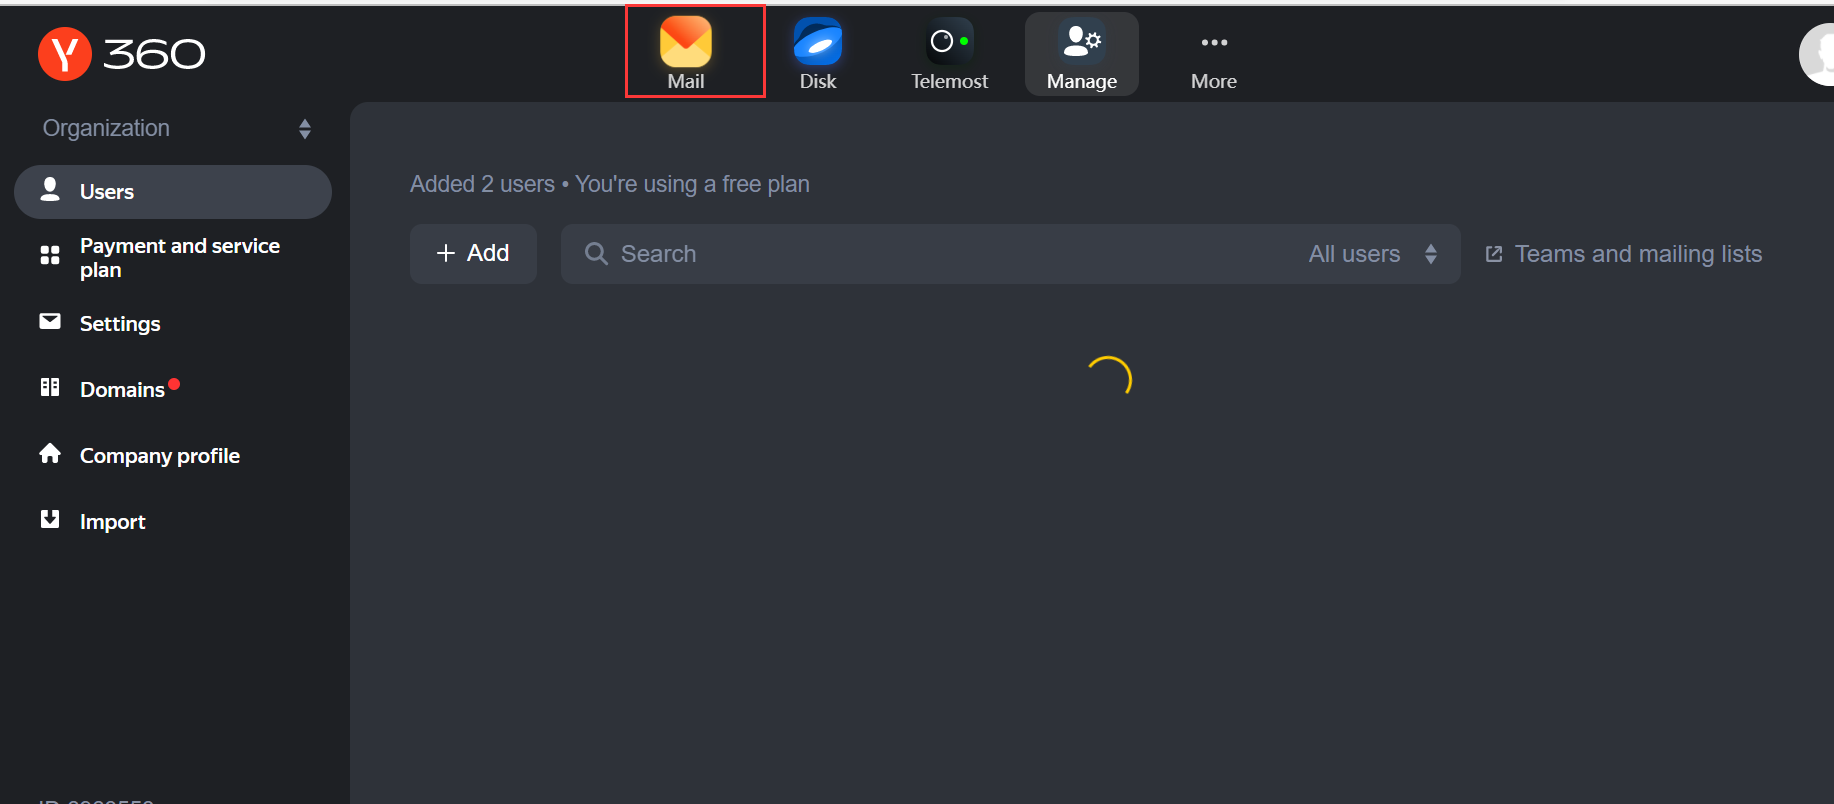 Y 360
Mail
Disk
Telemost
Manage
More
Organization
Users
Payment and service
plan
Settings
Domains
Company profile
Import
Added 2 users • You're using a free plan
+ Add
Search
All users
Teams and mailing lists